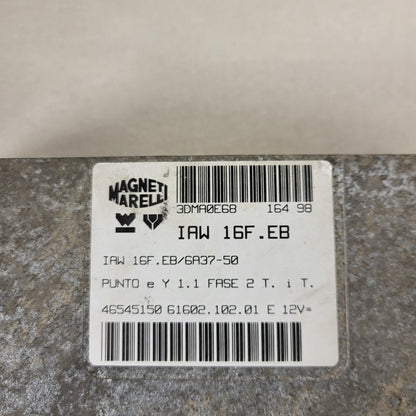 MAGNETI
MARELLI
3DMA0E68 164 98
IAW 16F.EB
IAW 16F.EB/6A37-50
PUNTO e Y 1.1 FASE 2 T. i T.
46545150 61602.102.01 E 12V=